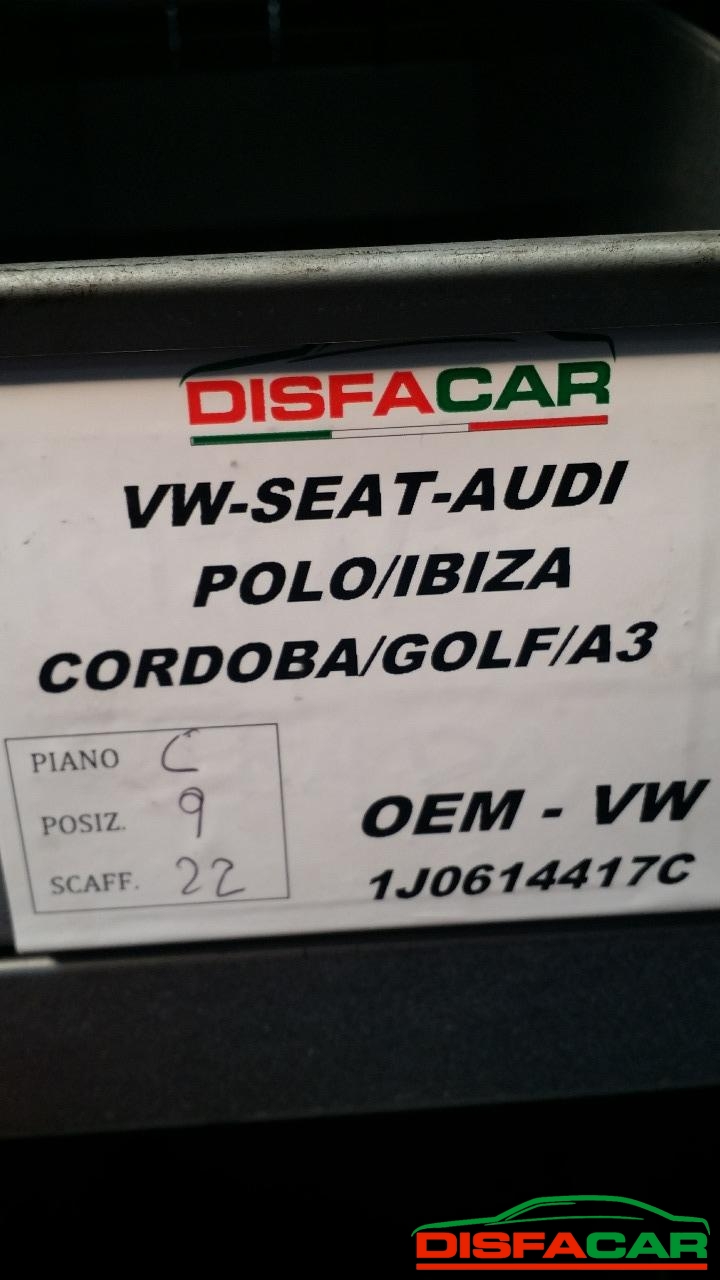 DISFACAR
VW-SEAT-AUDI
POLO/IBIZA
CORDOBA/GOLF/A3
PIANO C
POSIZ. 9
SCAFF. 22
OEM - VW
1J0614417C
DISFACAR